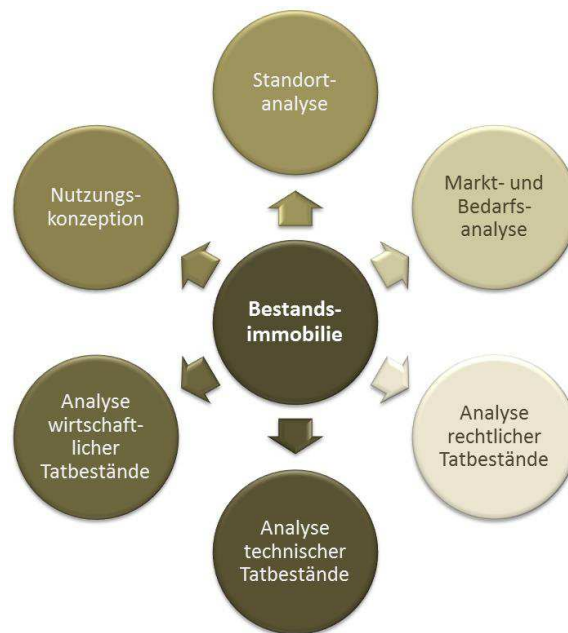 Standort-
analyse
Nutzungs-
konzeption
Markt- und
Bedarfs-
analyse
Bestands-
immobilie
Analyse
wirtschaft-
licher
Tatbestände
Analyse
rechtlicher
Tatbestände
Analyse
technischer
Tatbestände